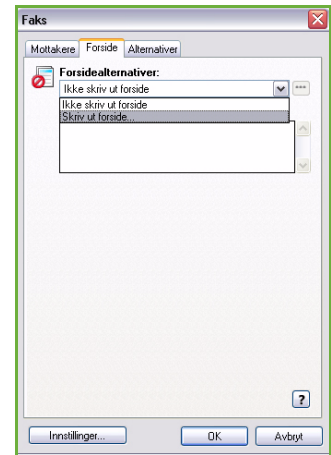 Faks
Mottakere Forside Alternativer
Forsidealternativer:
Ikke skriv ut forside
Ikke skriv ut forside
Skriv ut forside...
?
Innstillinger... OK Avbryt